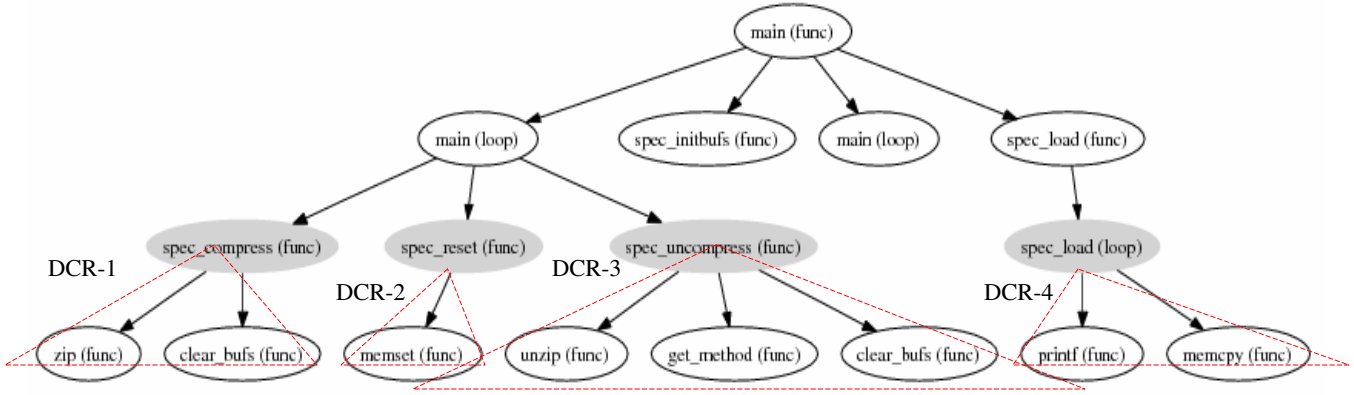 main (func)
main (loop)
spec_initbufs (func)
main (loop)
spec_load (func)
spec_compress (func)
spec_reset (func)
spec_uncompress (func)
spec_load (loop)
DCR-1
DCR-2
DCR-3
DCR-4
zip (func)
clear_bufs (func)
memset (func)
unzip (func)
get_method (func)
clear_bufs (func)
printf (func)
memcpy (func)